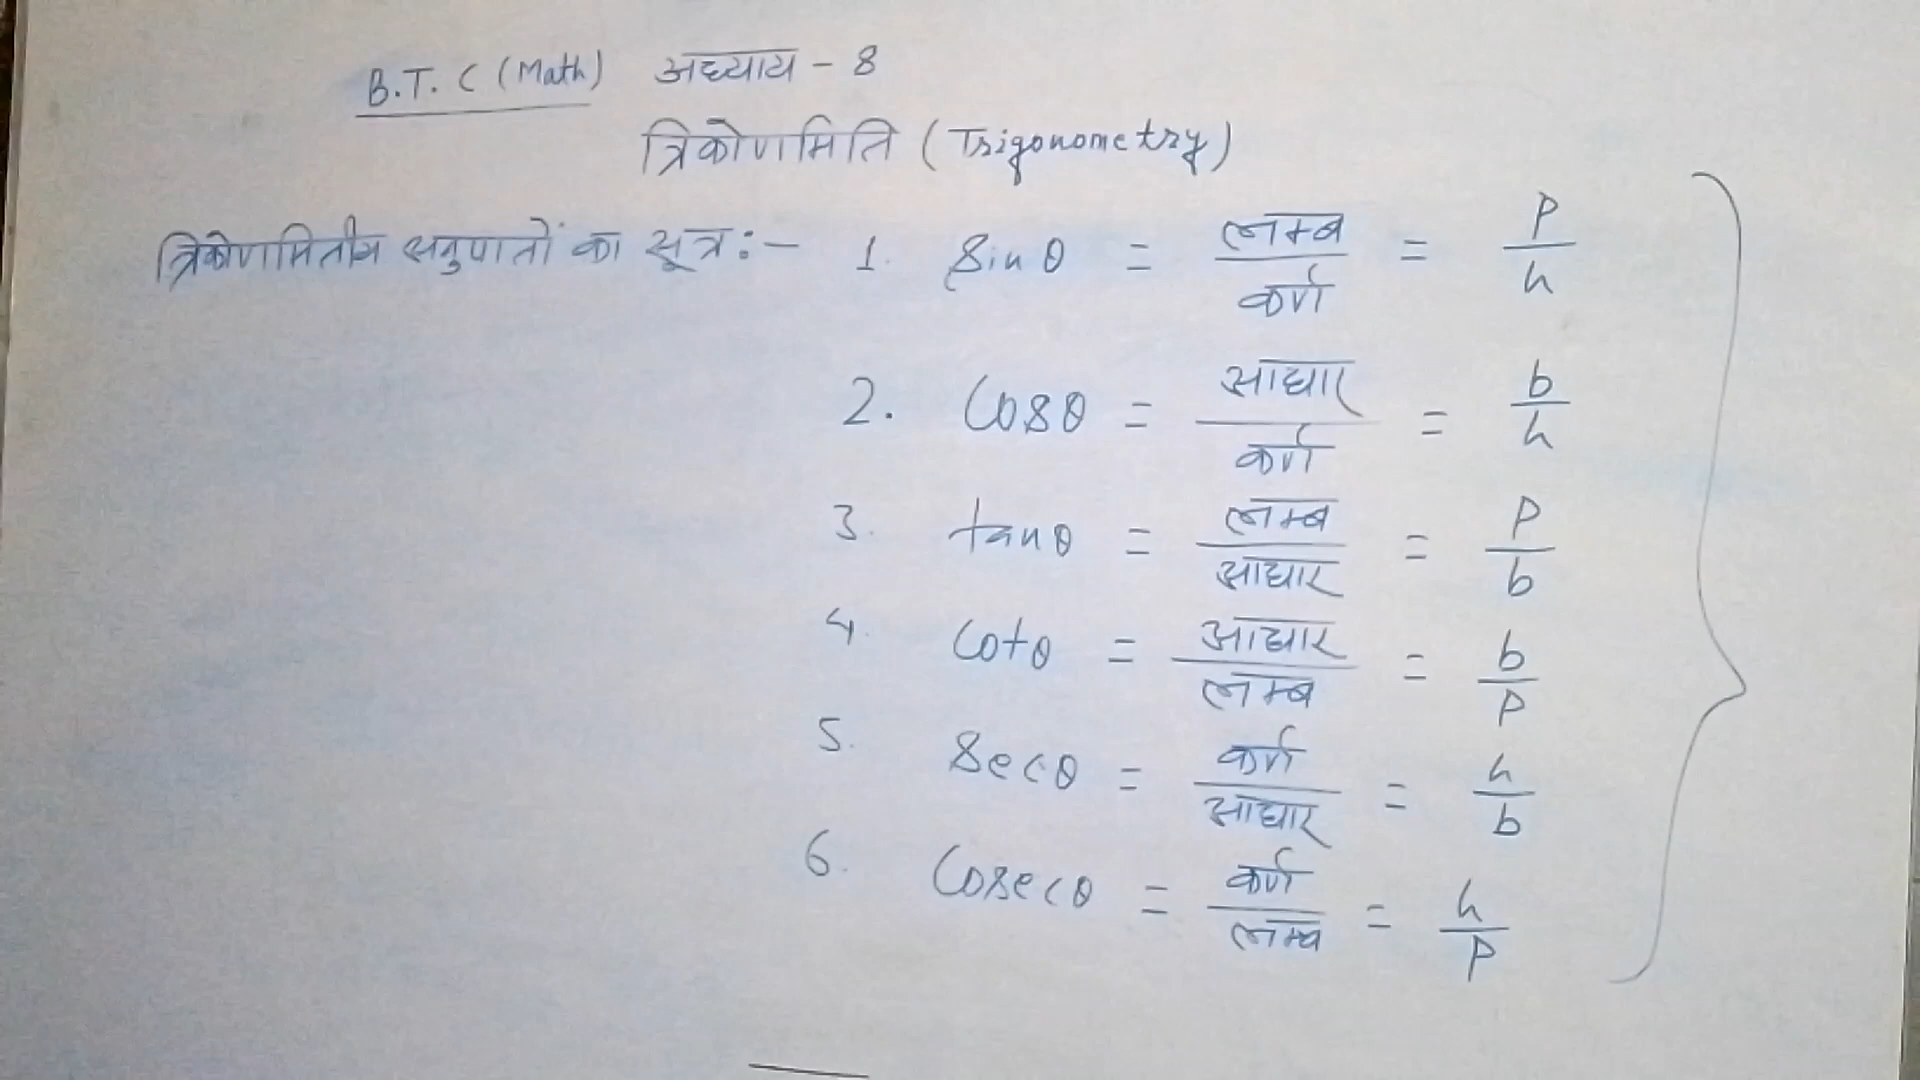 B.T.C (Math) अध्याय - 8
त्रिकोणमिति (Trigonometry)
त्रिकोणमितीय अनुपातों का सूत्र :- 1. Sin θ = लम्ब / कर्ण = P / h
2. Cos θ = आधार / कर्ण = b / h
3. tan θ = लम्ब / आधार = P / b
4. Cot θ = आधार / लम्ब = b / P
5. Sec θ = कर्ण / आधार = h / b
6. Cosec θ = कर्ण / लम्ब = h / P